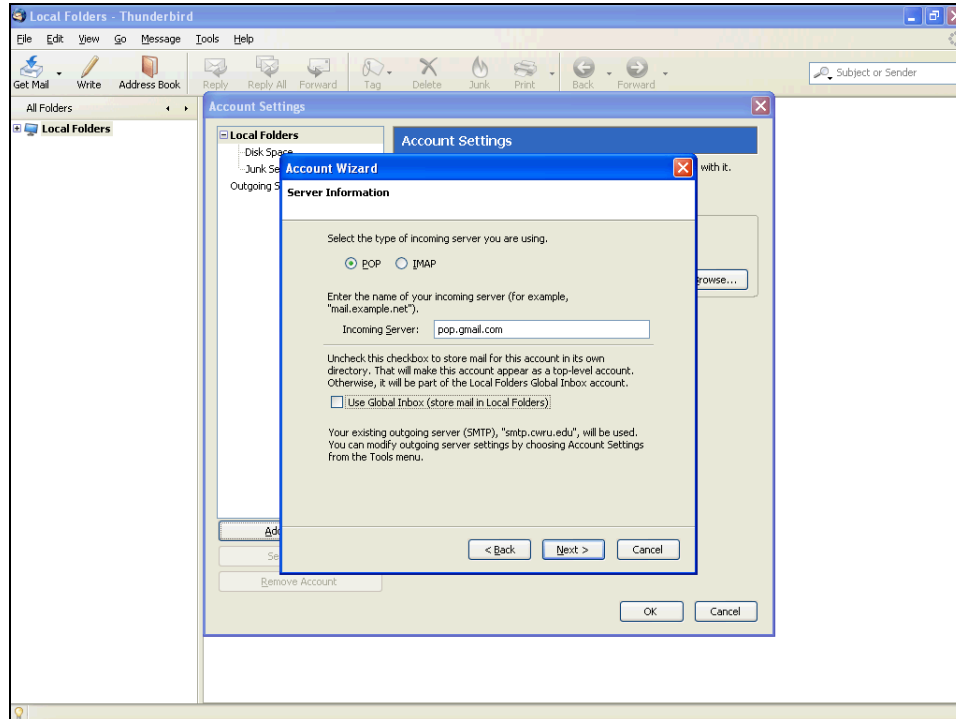 Local Folders - Thunderbird
File Edit View Go Message Tools Help
Get Mail Write Address Book Reply Reply All Forward Tag Delete Junk Print Back Forward
Subject or Sender
All Folders
Local Folders
Account Settings
Local Folders
Disk Space
Junk Se
Outgoing S
Account Settings
with it.
Browse...
Account Wizard
Server Information
Select the type of incoming server you are using.
POP IMAP
Enter the name of your incoming server (for example,
"mail.example.net").
Incoming Server: pop.gmail.com
Uncheck this checkbox to store mail for this account in its own
directory. That will make this account appear as a top-level account.
Otherwise, it will be part of the Local Folders Global Inbox account.
Use Global Inbox (store mail in Local Folders)
Your existing outgoing server (SMTP), "smtp.cwru.edu", will be used.
You can modify outgoing server settings by choosing Account Settings
from the Tools menu.
< Back Next > Cancel
Add
Se
Remove Account
OK Cancel